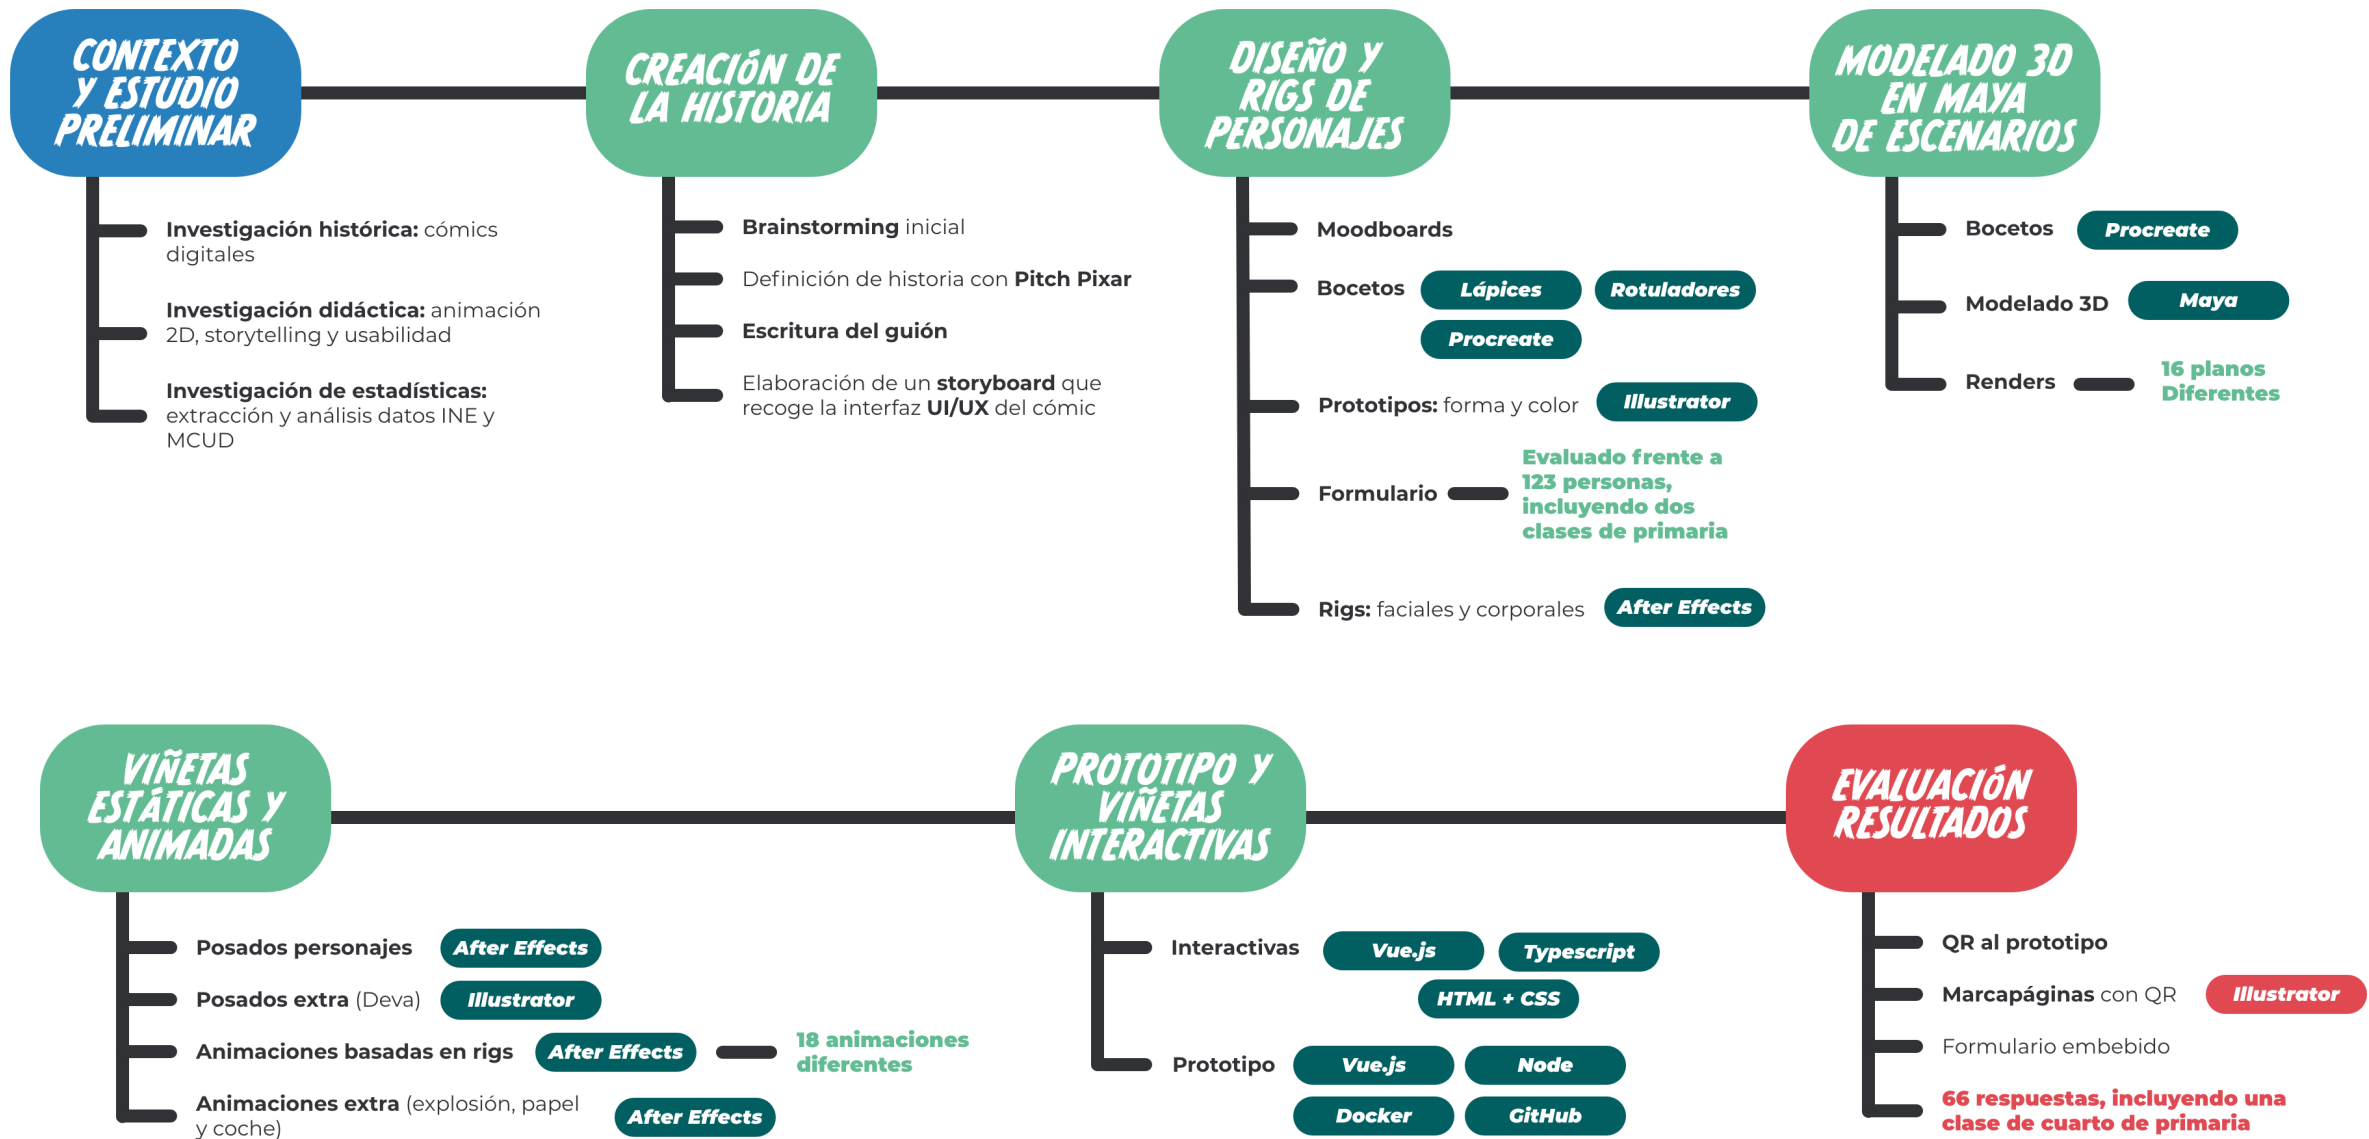 CONTEXTO
Y ESTUDIO
PRELIMINAR
Investigación histórica: cómics
digitales
Investigación didáctica: animación
2D, storytelling y usabilidad
Investigación de estadísticas:
extracción y análisis datos INE y
MCUD
CREACIÓN DE
LA HISTORIA
Brainstorming inicial
Definición de historia con Pitch Pixar
Escritura del guión
Elaboración de un storyboard que
recoge la interfaz UI/UX del cómic
DISEÑO Y
RIGS DE
PERSONAJES
Moodboards
Bocetos
Lápices
Rotuladores
Procreate
Prototipos: forma y color
Illustrator
Formulario
Evaluado frente a
123 personas,
incluyendo dos
clases de primaria
Rigs: faciales y corporales
After Effects
MODELADO 3D
EN MAYA
DE ESCENARIOS
Bocetos
Procreate
Modelado 3D
Maya
Renders
16 planos
Diferentes
VIÑETAS
ESTÁTICAS Y
ANIMADAS
Posados personajes
After Effects
Posados extra (Deva)
Illustrator
Animaciones basadas en rigs
After Effects
18 animaciones
diferentes
Animaciones extra (explosión, papel
y coche)
After Effects
PROTOTIPO Y
VIÑETAS
INTERACTIVAS
Interactivas
Vue.js
Typescript
HTML + CSS
Prototipo
Vue.js
Node
Docker
GitHub
EVALUACIÓN
RESULTADOS
QR al prototipo
Marcapáginas con QR
Illustrator
Formulario embebido
66 respuestas, incluyendo una
clase de cuarto de primaria